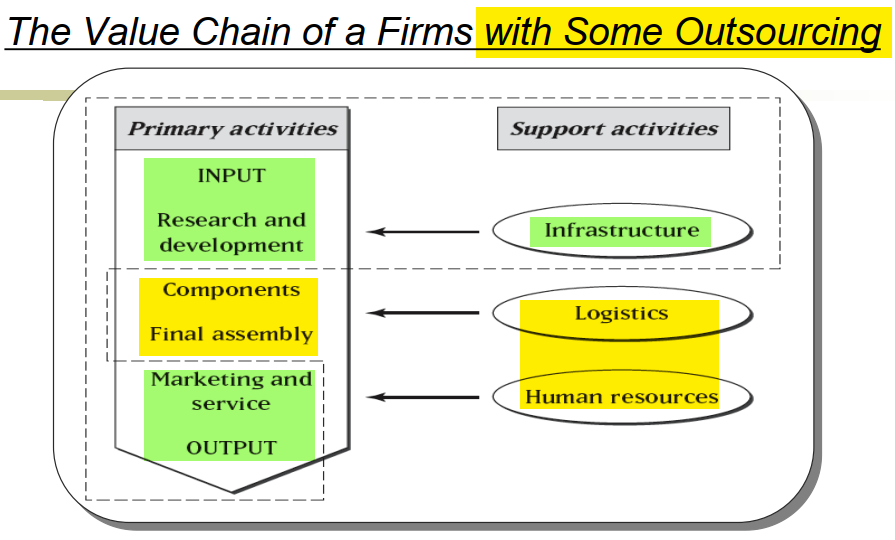 The Value Chain of a Firms with Some Outsourcing
Primary activities
INPUT
Research and
development
Components
Final assembly
Marketing and
service
OUTPUT
Support activities
Infrastructure
Logistics
Human resources